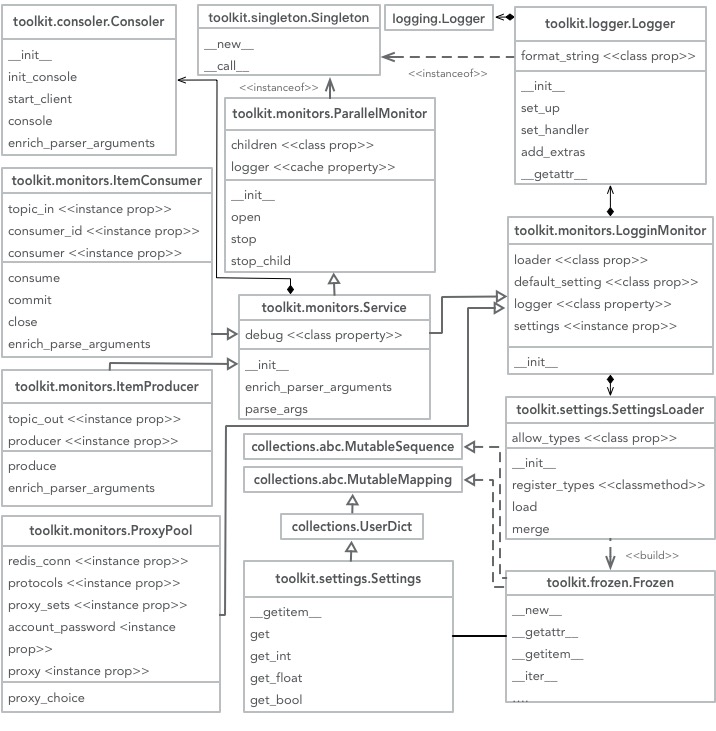 toolkit.consoler.Consoler
__init__
init_console
start_client
console
enrich_parser_arguments
toolkit.singleton.Singleton
__new__
__call__
logging.Logger
toolkit.logger.Logger
format_string <<class prop>>
__init__
set_up
set_handler
add_extras
__getattr__
<<instanceof>>
<<instanceof>>
toolkit.monitors.ParallelMonitor
children <<class prop>>
logger <<cache property>>
__init__
open
stop
stop_child
toolkit.monitors.ItemConsumer
topic_in <<instance prop>>
consumer_id <<instance prop>>
consumer <<instance prop>>
consume
commit
close
enrich_parse_arguments
toolkit.monitors.LogginMonitor
loader <<class prop>>
default_setting <<class prop>>
logger <<class property>>
settings <<instance prop>>
__init__
toolkit.monitors.Service
debug <<class property>>
__init__
enrich_parser_arguments
parse_args
toolkit.monitors.ItemProducer
topic_out <<instance prop>>
producer <<instance prop>>
produce
enrich_parser_arguments
toolkit.settings.SettingsLoader
allow_types <<class prop>>
__init__
register_types <<classmethod>>
load
merge
collections.abc.MutableSequence
collections.abc.MutableMapping
collections.UserDict
toolkit.monitors.ProxyPool
redis_conn <<instance prop>>
protocols <<instance prop>>
proxy_sets <<instance prop>>
account_password <instance
prop>>
proxy <instance prop>>
proxy_choice
toolkit.settings.Settings
__getitem__
get
get_int
get_float
get_bool
<<build>>
toolkit.frozen.Frozen
__new__
__getattr__
__getitem__
__iter__
....